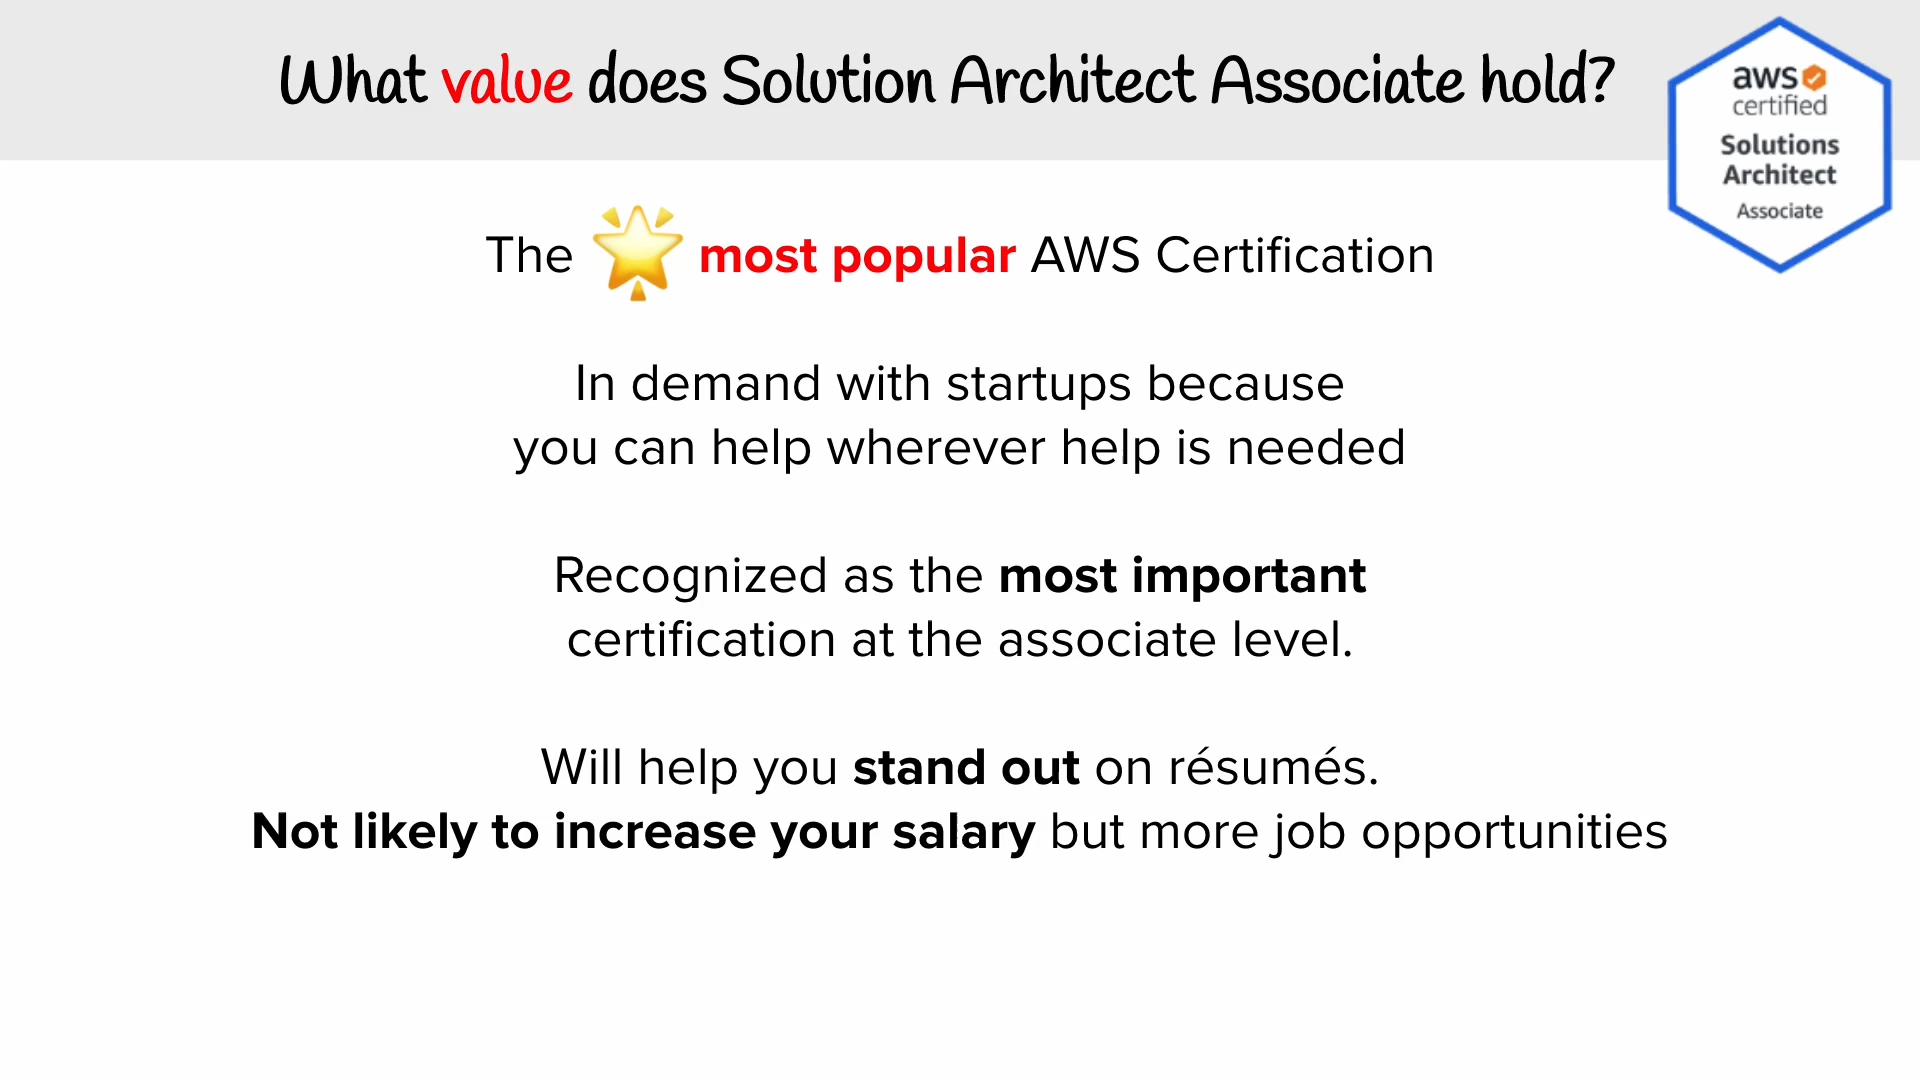 What value does Solution Architect Associate hold?
aws
certified
Solutions
Architect
Associate
The 🌟 most popular AWS Certification
In demand with startups because
you can help wherever help is needed
Recognized as the most important
certification at the associate level.
Will help you stand out on résumés.
Not likely to increase your salary but more job opportunities